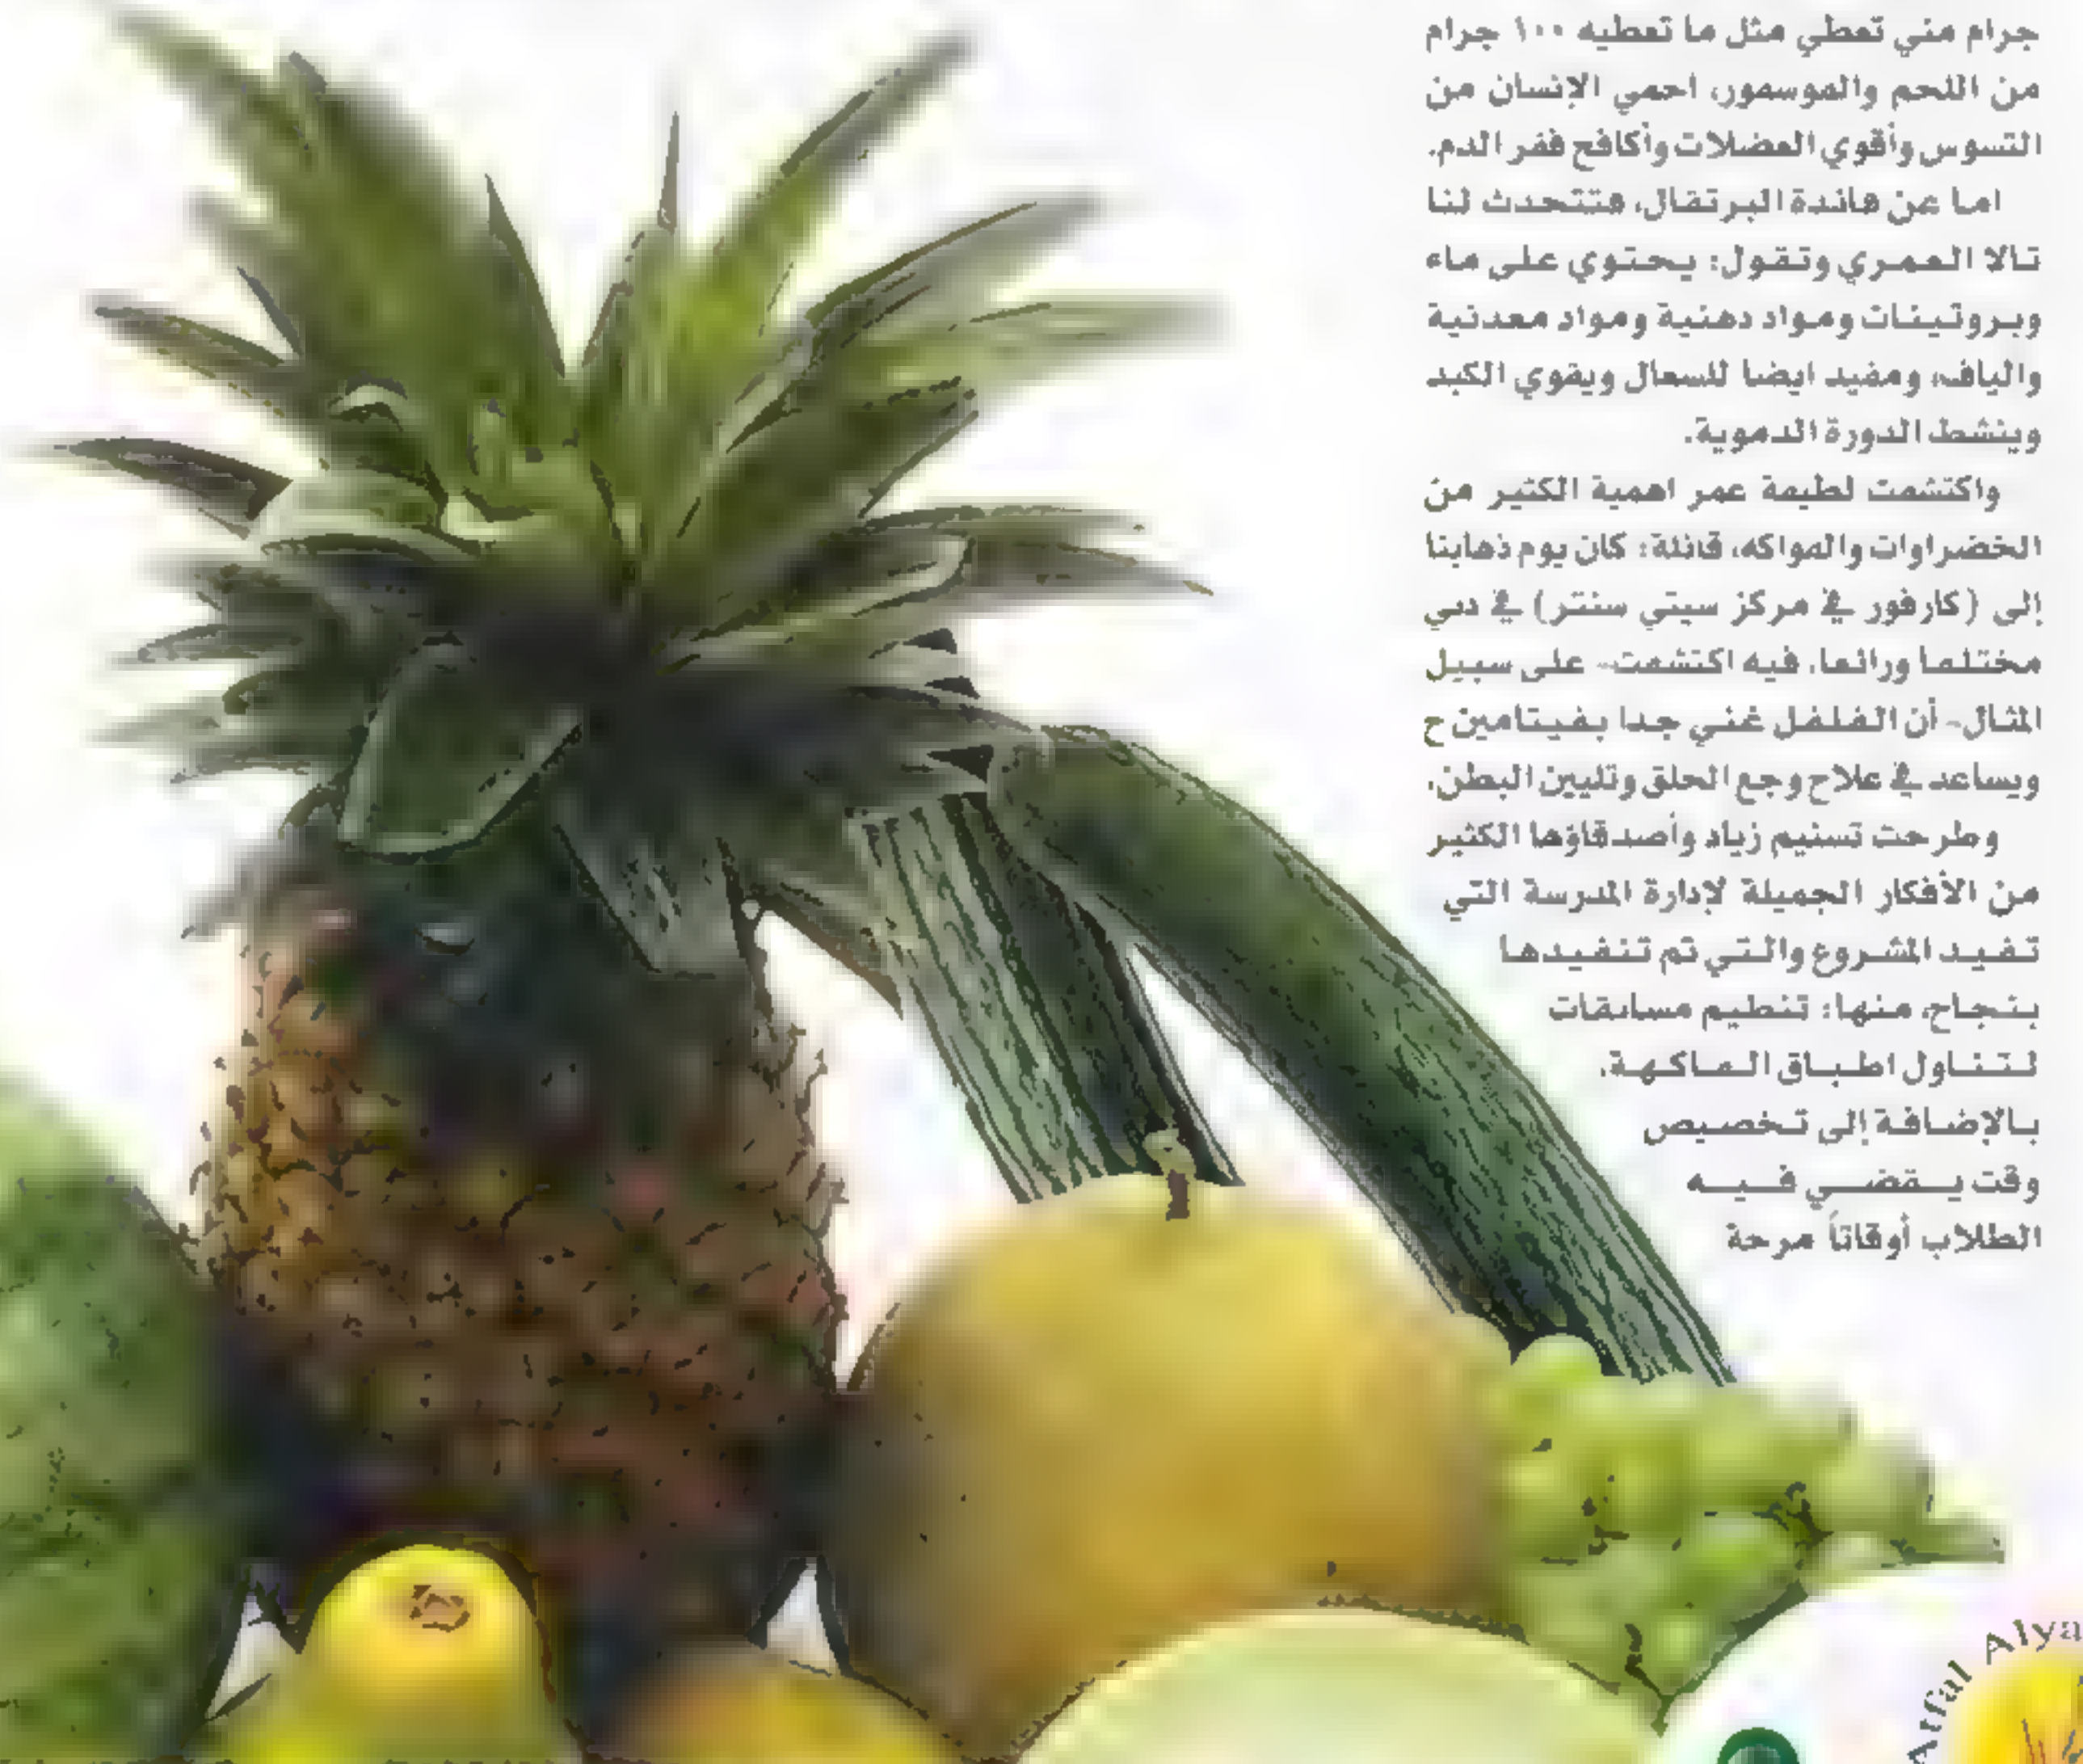 جرام مني تعطي مثل ما تعطيه ١٠٠ جرام
من اللحم والفوسفور، احمي الإنسان من
التسوس وأقوي العضلات وأكافح فقر الدم.
اما عن فائدة البرتقال، فتتحدث لنا
تالا العمري وتقول: يحتوي على ماء
وبروتينات ومواد دهنية ومواد معدنية
والياف، ومفيد ايضا للسعال ويقوي الكبد
وينشط الدورة الدموية.
واكتشفت لطيفة عمر اهمية الكثير من
الخضراوات والفواكه، قائلة: كان يوم ذهابنا
إلى (كارفور في مركز سيتي سنتر) في دبي
مختلفا ورائعا، فيه اكتشفت- على سبيل
المثال- أن الفلفل غني جدا بفيتامين ج
ويساعد في علاج وجع الحلق وتليين البطن.
وطرحت تسنيم زياد وأصدقاؤها الكثير
من الأفكار الجميلة لإدارة المدرسة التي
تفيد المشروع والتي تم تنفيذها
بنجاح، منها: تنظيم مسابقات
لتناول اطباق الفاكهة،
بالإضافة إلى تخصيص
وقت يقضي فيه
الطلاب أوقاتاً مرحة
Atfal Alya